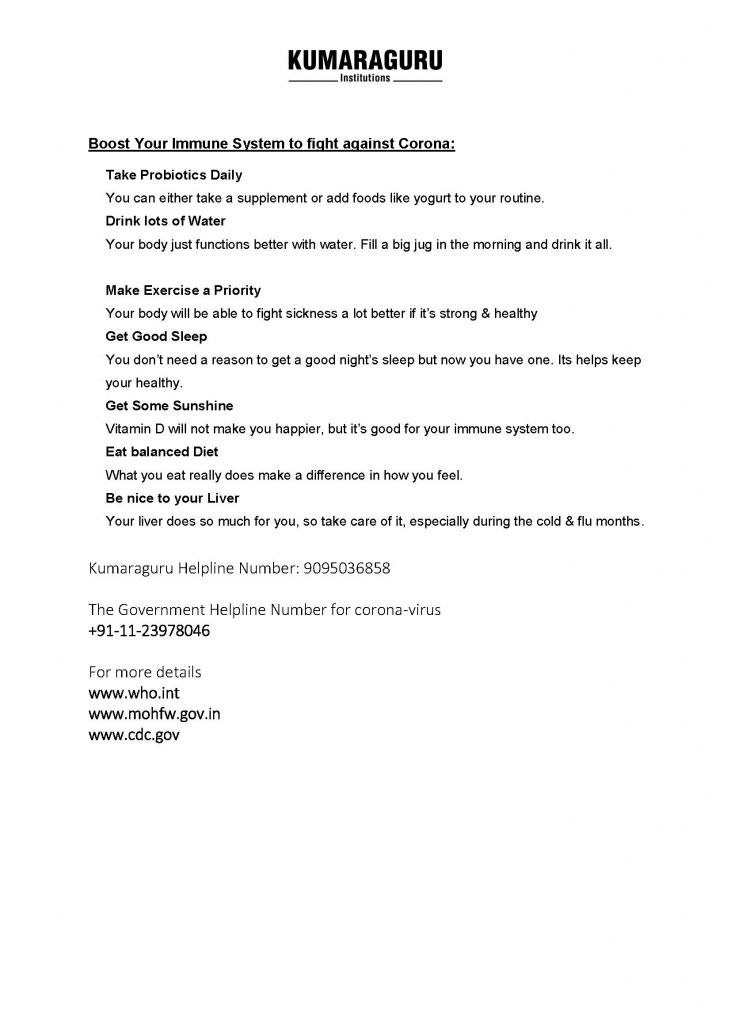 KUMARAGURU
Institutions
Boost Your Immune System to fight against Corona:
Take Probiotics Daily
You can either take a supplement or add foods like yogurt to your routine.
Drink lots of Water
Your body just functions better with water. Fill a big jug in the morning and drink it all.
Make Exercise a Priority
Your body will be able to fight sickness a lot better if it's strong & healthy
Get Good Sleep
You don't need a reason to get a good night's sleep but now you have one. Its helps keep
your healthy.
Get Some Sunshine
Vitamin D will not make you happier, but it's good for your immune system too.
Eat balanced Diet
What you eat really does make a difference in how you feel.
Be nice to your Liver
Your liver does so much for you, so take care of it, especially during the cold & flu months.
Kumaraguru Helpline Number: 9095036858
The Government Helpline Number for corona-virus
+91-11-23978046
For more details
www.who.int
www.mohfw.gov.in
www.cdc.gov